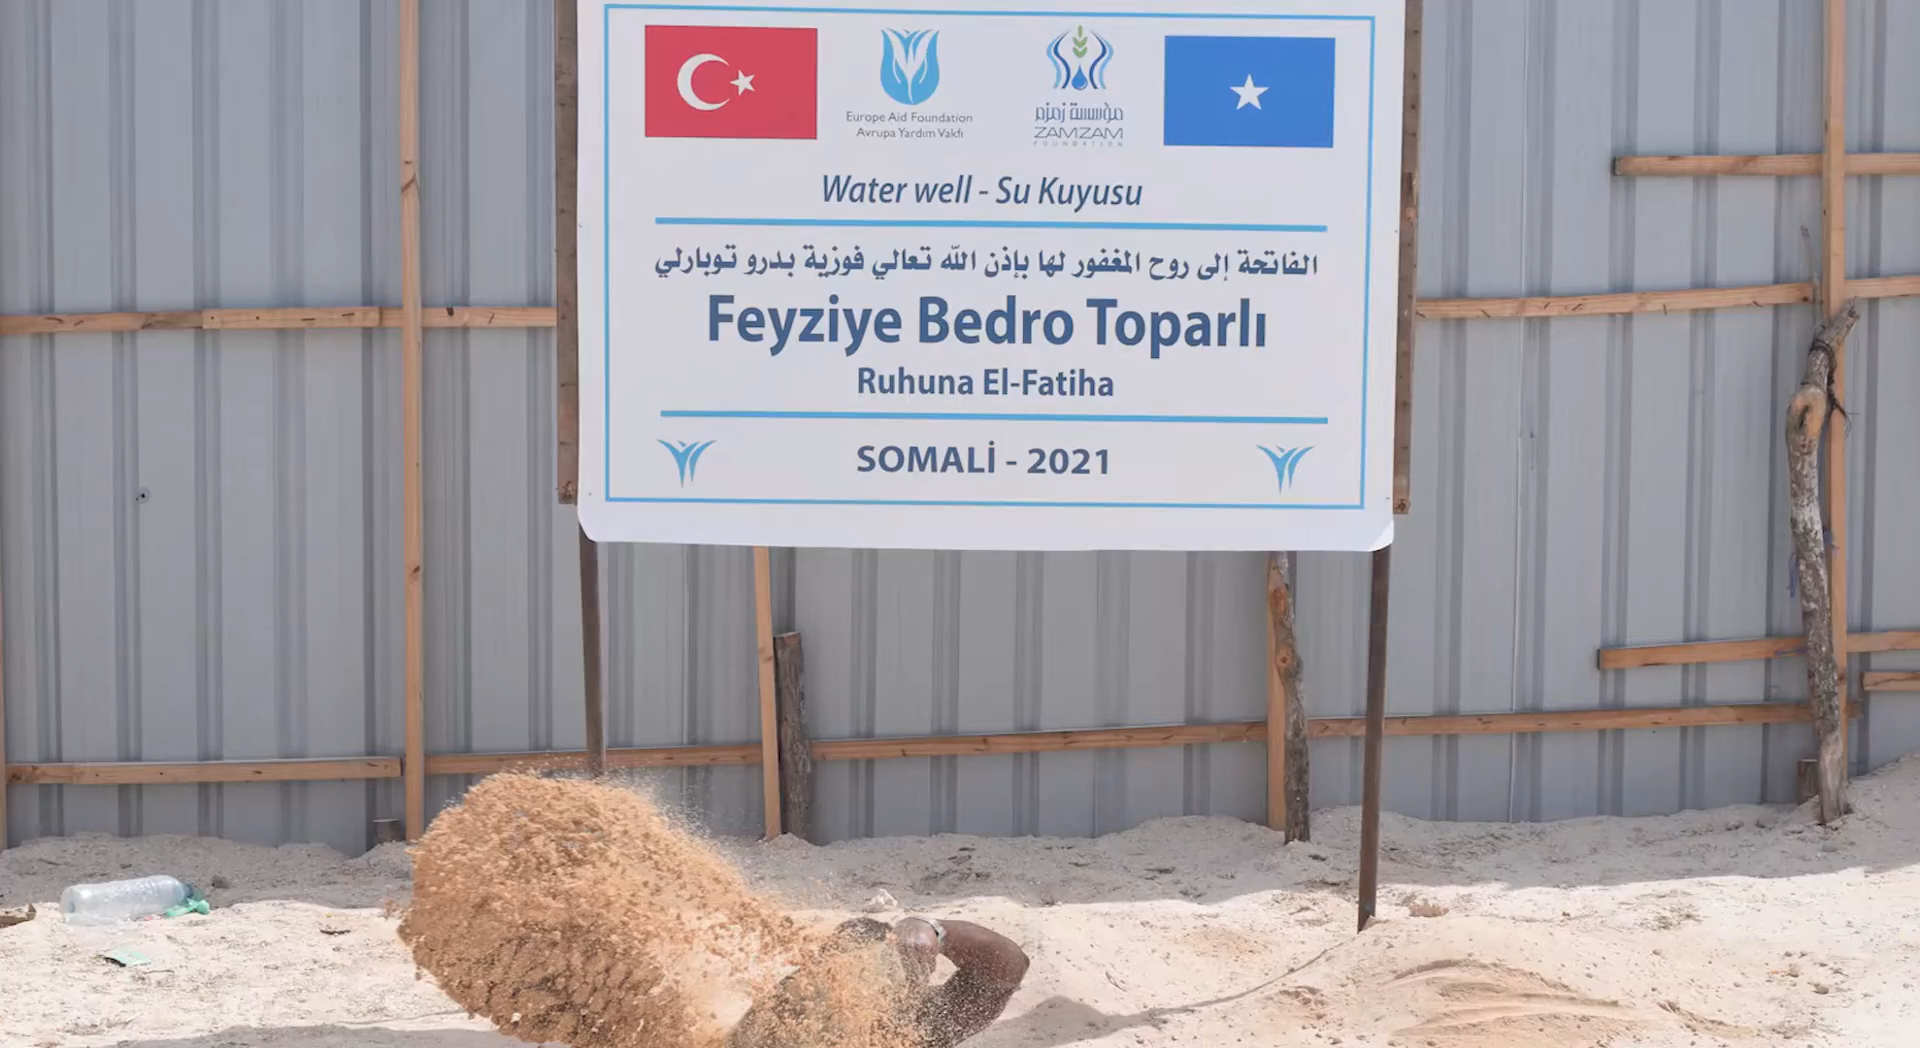 Europe Aid Foundation
Avrupa Yardım Vakfı
مؤسسة زمزم
ZAMZAM
FOUNDATION
Water well - Su Kuyusu
الفاتحة إلى روح المغفور لها بإذن الله تعالي فوزية بدرو توبارلي
Feyziye Bedro Toparlı
Ruhuna El-Fatiha
SOMALİ - 2021